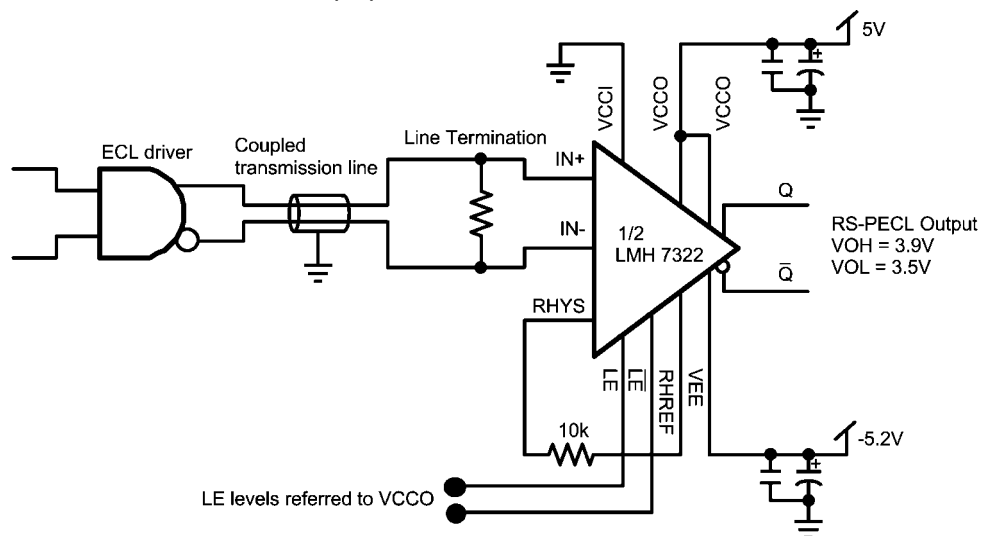 5V
VCCI
VCCO
VCCO
ECL driver
Coupled
transmission line
Line Termination
IN+
IN-
1/2
LMH 7322
Q
Q̅
RS-PECL Output
VOH = 3.9V
VOL = 3.5V
RHYS
LE
L̅E̅
RHREF
VEE
10k
-5.2V
LE levels referred to VCCO
+
+